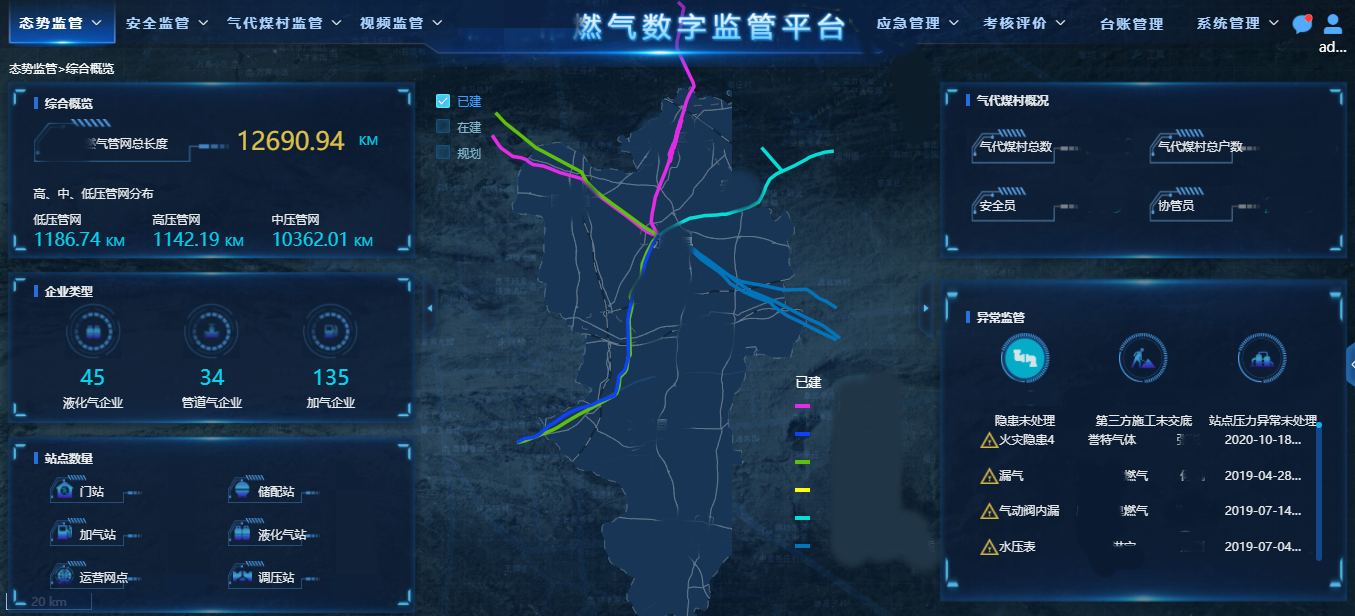 态势监管 安全监管 气代煤村监管 视频监管 燃气数字监管平台 应急管理 考核评价 台账管理 系统管理
ad...
态势监管>综合概览
综合概览
气管网总长度 12690.94 KM
高、中、低压管网分布
低压管网 高压管网 中压管网
1186.74 KM 1142.19 KM 10362.01 KM
企业类型
45 34 135
液化气企业 管道气企业 加气企业
站点数量
门站 储配站
加气站 液化气站
运营网点 调压站
20 km
已建
在建
规划
已建
气代煤村概况
气代煤村总数 气代煤村总户数
安全员 协管员
异常监管
隐患未处理 第三方施工未交底 站点压力异常未处理
火灾隐患4 誉特气体 2020-10-18...
漏气 燃气 2019-04-28...
气动阀内漏 燃气 2019-07-14...
水压表 2019-07-04...